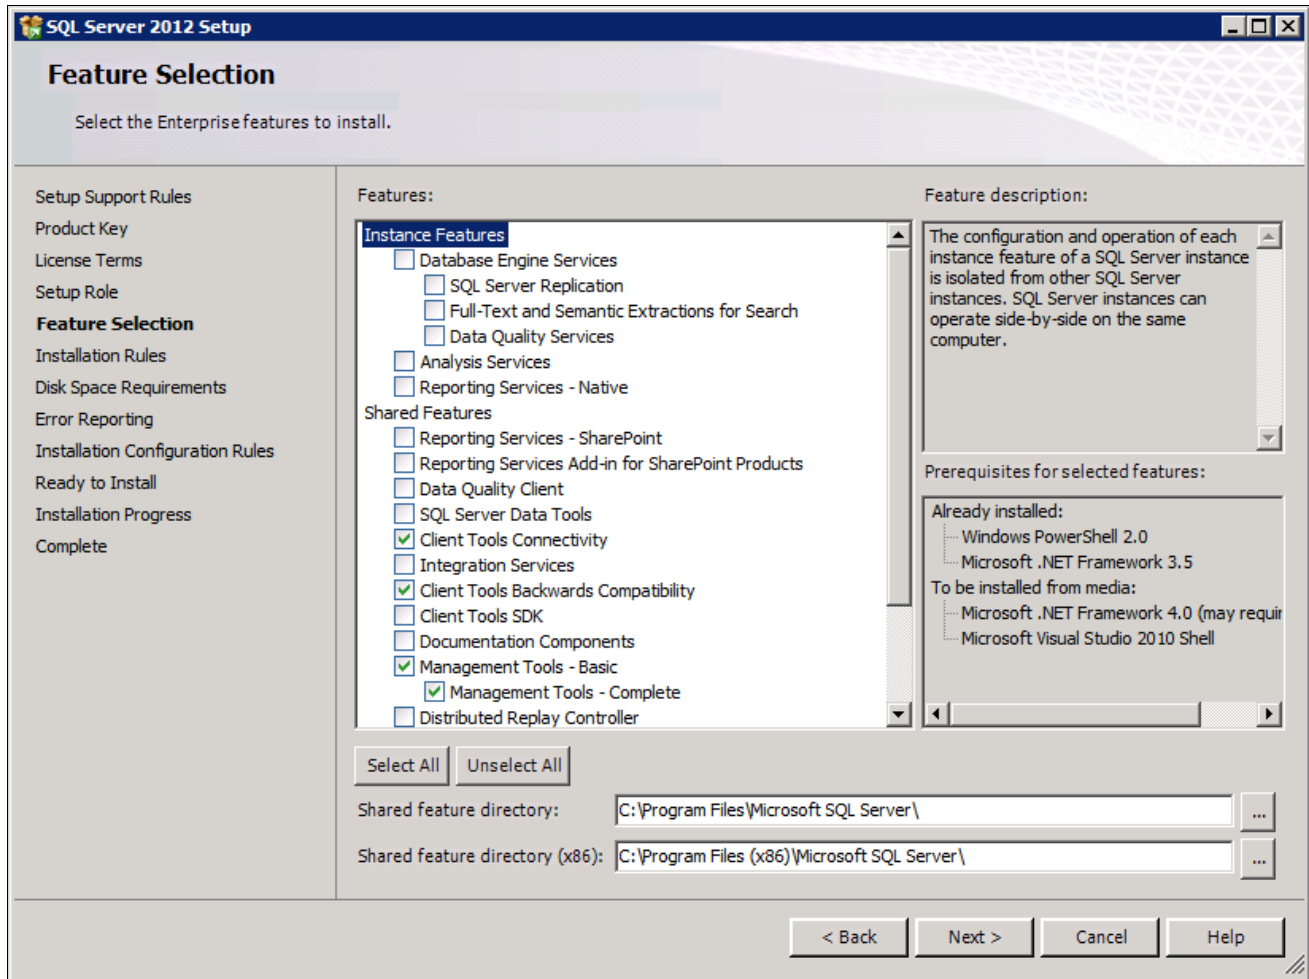 SQL Server 2012 Setup
Feature Selection
Select the Enterprise features to install.
Setup Support Rules
Product Key
License Terms
Setup Role
Feature Selection
Installation Rules
Disk Space Requirements
Error Reporting
Installation Configuration Rules
Ready to Install
Installation Progress
Complete
Features:
Instance Features
Database Engine Services
SQL Server Replication
Full-Text and Semantic Extractions for Search
Data Quality Services
Analysis Services
Reporting Services - Native
Shared Features
Reporting Services - SharePoint
Reporting Services Add-in for SharePoint Products
Data Quality Client
SQL Server Data Tools
Client Tools Connectivity
Integration Services
Client Tools Backwards Compatibility
Client Tools SDK
Documentation Components
Management Tools - Basic
Management Tools - Complete
Distributed Replay Controller
Feature description:
The configuration and operation of each
instance feature of a SQL Server instance
is isolated from other SQL Server
instances. SQL Server instances can
operate side-by-side on the same
computer.
Prerequisites for selected features:
Already installed:
Windows PowerShell 2.0
Microsoft .NET Framework 3.5
To be installed from media:
Microsoft .NET Framework 4.0 (may requir
Microsoft Visual Studio 2010 Shell
Select All
Unselect All
Shared feature directory:
C:\Program Files\Microsoft SQL Server\
...
Shared feature directory (x86):
C:\Program Files (x86)\Microsoft SQL Server\
...
< Back
Next >
Cancel
Help